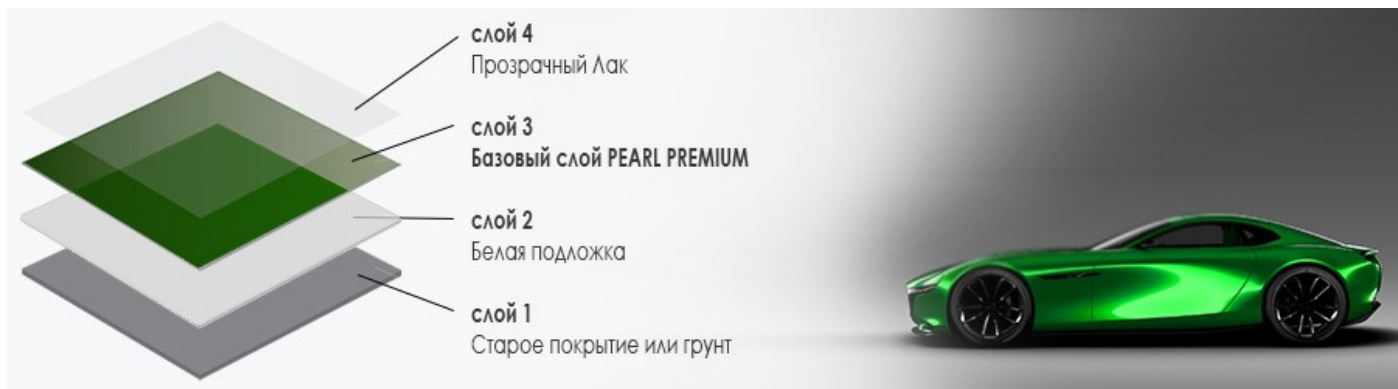 слой 4
Прозрачный Лак
слой 3
Базовый слой PEARL PREMIUM
слой 2
Белая подложка
слой 1
Старое покрытие или грунт